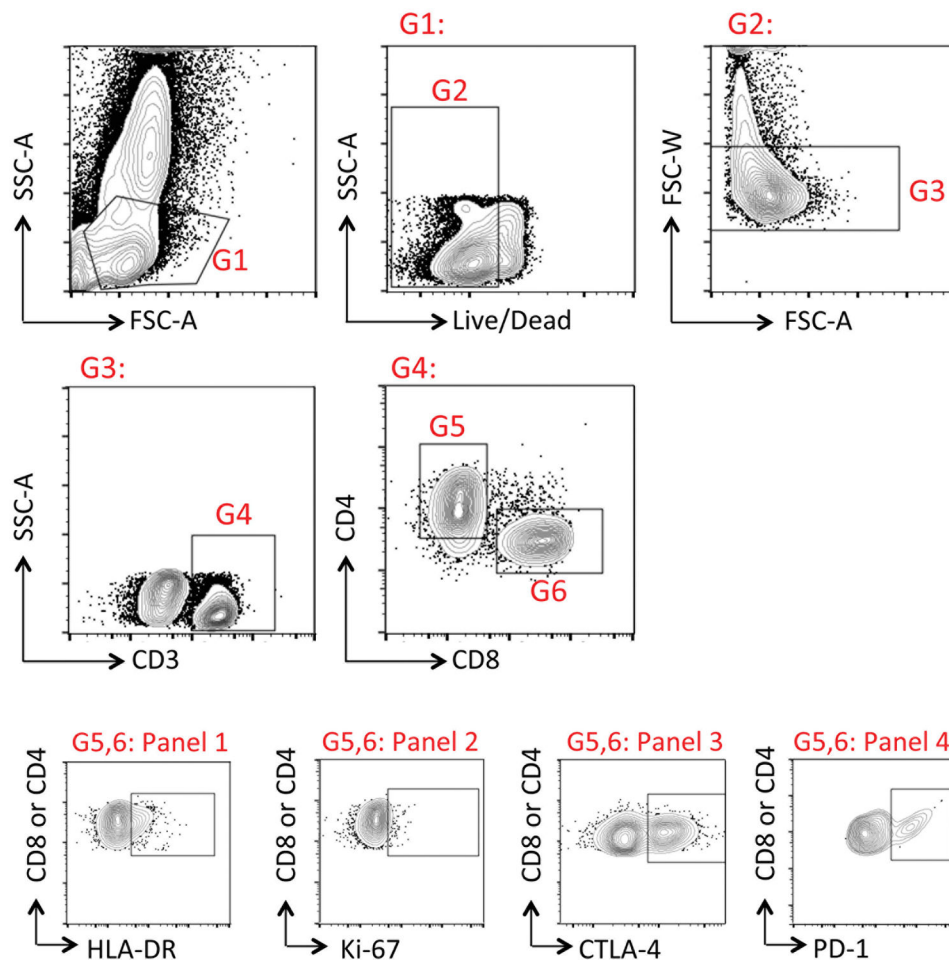 G1:
G2:
SSC-A
G1
FSC-A
SSC-A
G2
Live/Dead
FSC-W
G3
FSC-A
G3:
G4:
SSC-A
G4
CD3
CD4
G5
G6
CD8
G5,6: Panel 1
G5,6: Panel 2
G5,6: Panel 3
G5,6: Panel 4
CD8 or CD4
HLA-DR
CD8 or CD4
Ki-67
CD8 or CD4
CTLA-4
CD8 or CD4
PD-1